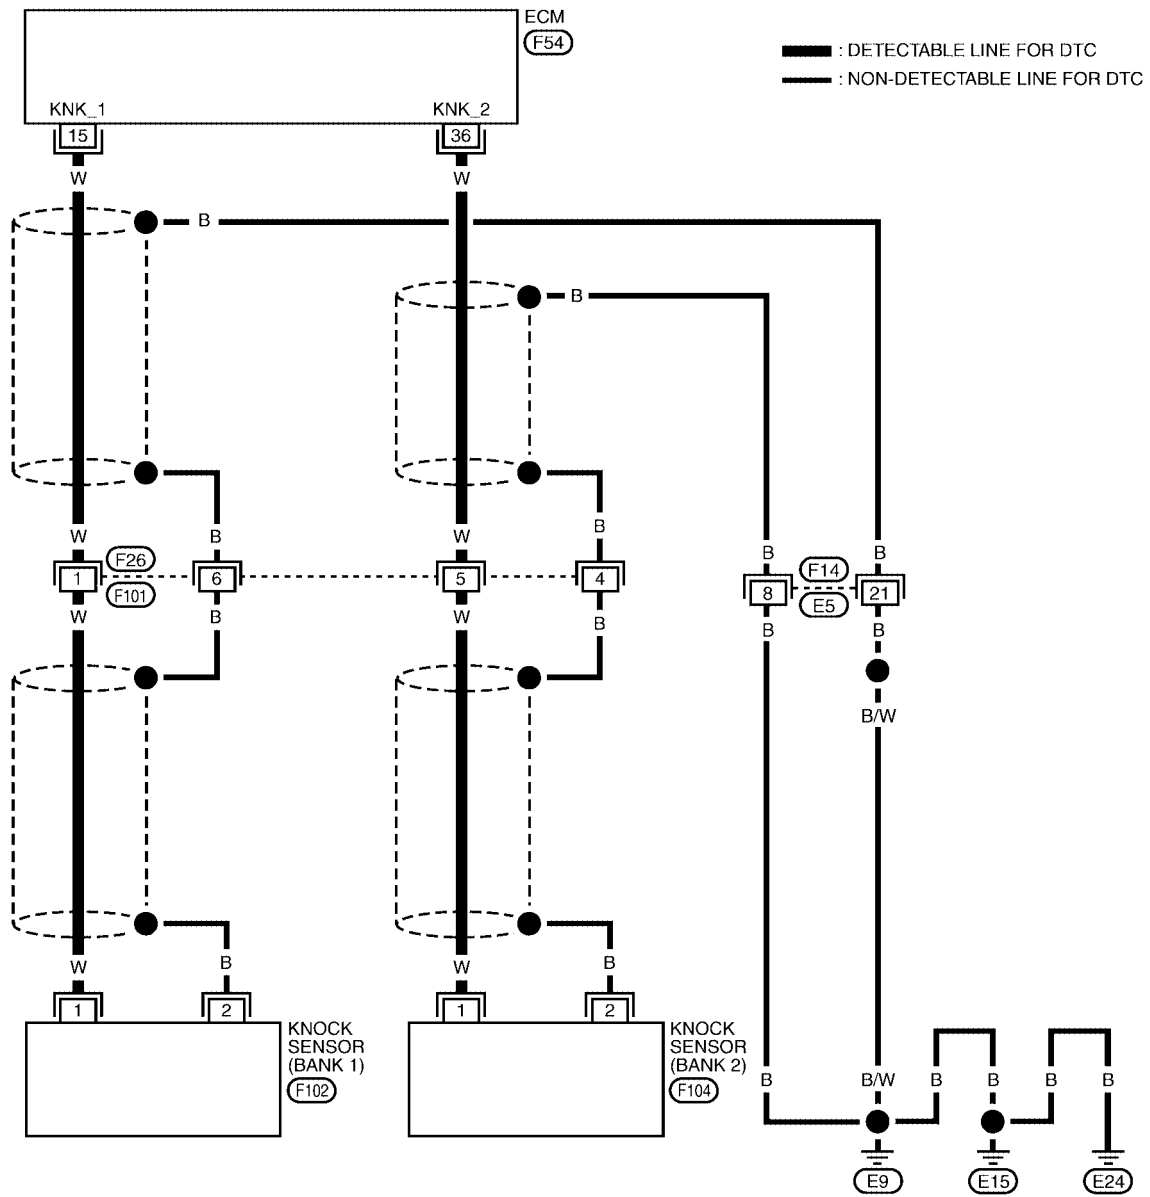 ECM
F54
: DETECTABLE LINE FOR DTC
: NON-DETECTABLE LINE FOR DTC
KNK_1
KNK_2
15
36
W
W
B
B
W
B
W
B
B
B
F26
F14
1
6
5
4
8
21
F101
E5
W
B
W
B
B
B
B/W
W
B
W
B
1
2
1
2
KNOCK
SENSOR
(BANK 1)
F102
KNOCK
SENSOR
(BANK 2)
F104
B
B/W
B
B
B
B
E9
E15
E24